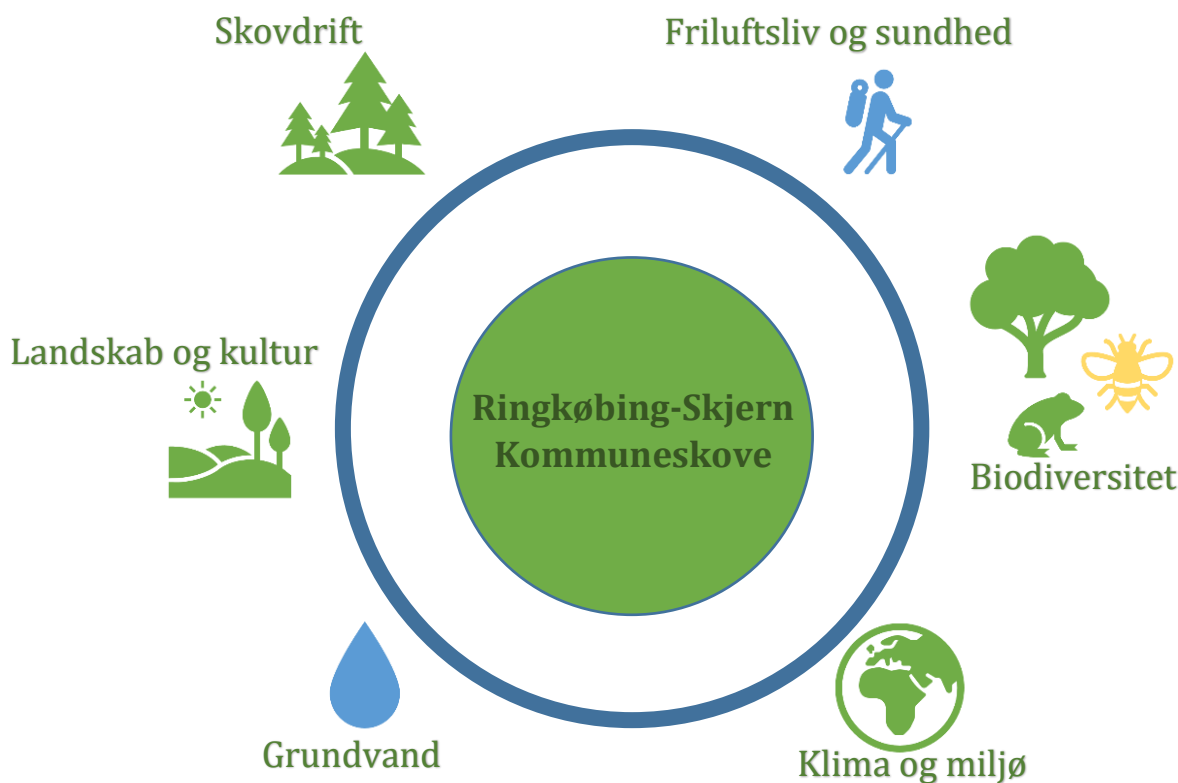 Skovdrift
Friluftsliv og sundhed
Landskab og kultur
Ringkøbing-Skjern
Kommuneskove
Biodiversitet
Grundvand
Klima og miljø